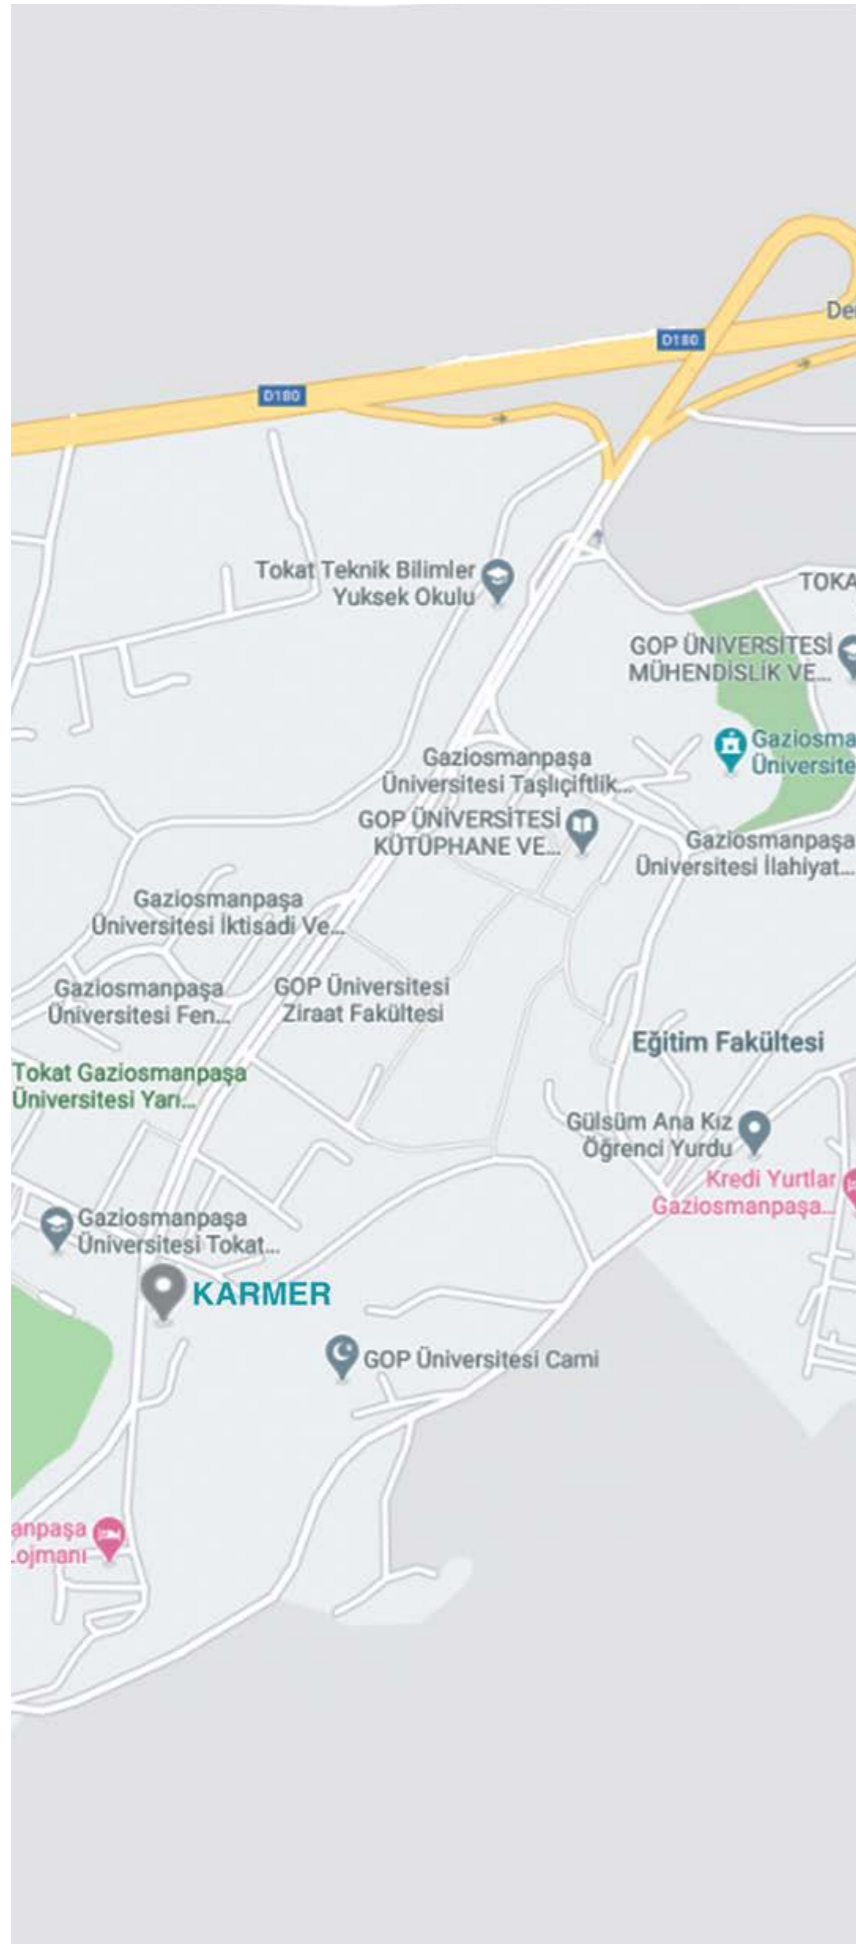 Der
D180
D180
Tokat Teknik Bilimler
Yuksek Okulu
TOKA
GOP ÜNİVERSİTESİ
MÜHENDİSLİK VE...
Gaziosma
Üniversite
Gaziosmanpaşa
Üniversitesi Taşlıçiftlik...
GOP ÜNİVERSİTESİ
KÜTÜPHANE VE...
Gaziosmanpaşa
Üniversitesi İlahiyat...
Gaziosmanpaşa
Üniversitesi İktisadi Ve...
Gaziosmanpaşa
Üniversitesi Fen...
GOP Üniversitesi
Ziraat Fakültesi
Eğitim Fakültesi
Tokat Gaziosmanpaşa
Üniversitesi Yarı...
Gülsüm Ana Kız
Öğrenci Yurdu
Kredi Yurtlar
Gaziosmanpaşa...
Gaziosmanpaşa
Üniversitesi Tokat...
KARMER
GOP Üniversitesi Cami
anpaşa
Lojmanı